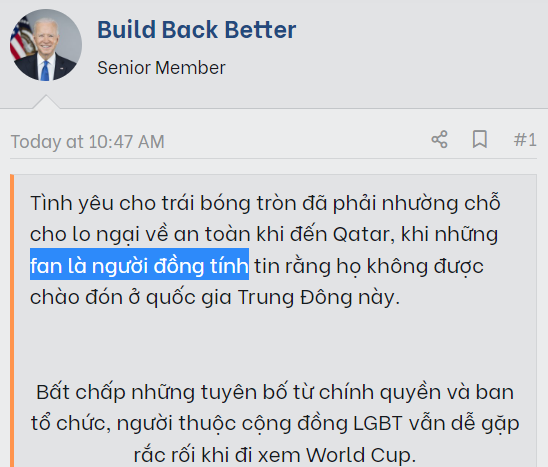 Build Back Better
Senior Member
Today at 10:47 AM
#1
Tình yêu cho trái bóng tròn đã phải nhường chỗ
cho lo ngại về an toàn khi đến Qatar, khi những
fan là người đồng tính tin rằng họ không được
chào đón ở quốc gia Trung Đông này.
Bất chấp những tuyên bố từ chính quyền và ban
tổ chức, người thuộc cộng đồng LGBT vẫn dễ gặp
rắc rối khi đi xem World Cup.